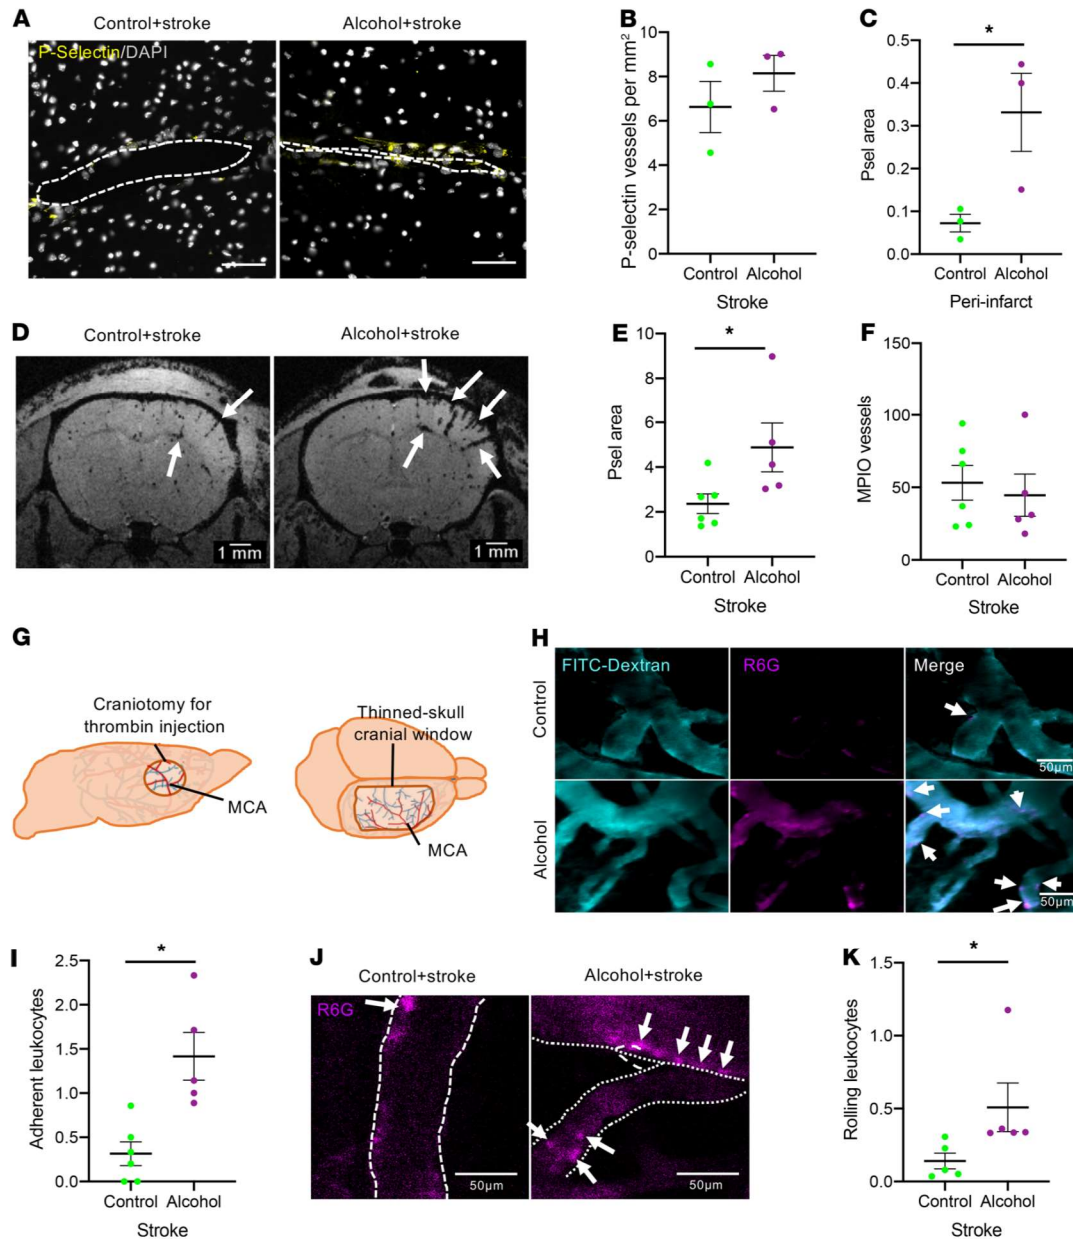 A
Control+stroke
Alcohol+stroke
P-Selectin/DAPI
B
P-selectin vessels per mm²
10
8
6
4
2
0
Control Alcohol
Stroke
C
*
Psel area
0.5
0.4
0.3
0.2
0.1
0.0
Control Alcohol
Peri-infarct
D
Control+stroke
Alcohol+stroke
1 mm
1 mm
E
*
Psel area
10
8
6
4
2
0
Control Alcohol
Stroke
F
MPIO vessels
150
100
50
0
Control Alcohol
Stroke
G
Craniotomy for
thrombin injection
MCA
Thinned-skull
cranial window
MCA
H
FITC-Dextran
R6G
Merge
Control
50µm
Alcohol
50µm
I
*
Adherent leukocytes
2.5
2.0
1.5
1.0
0.5
0.0
Control Alcohol
Stroke
J
Control+stroke
Alcohol+stroke
R6G
50µm
50µm
K
*
Rolling leukocytes
1.5
1.0
0.5
0.0
Control Alcohol
Stroke